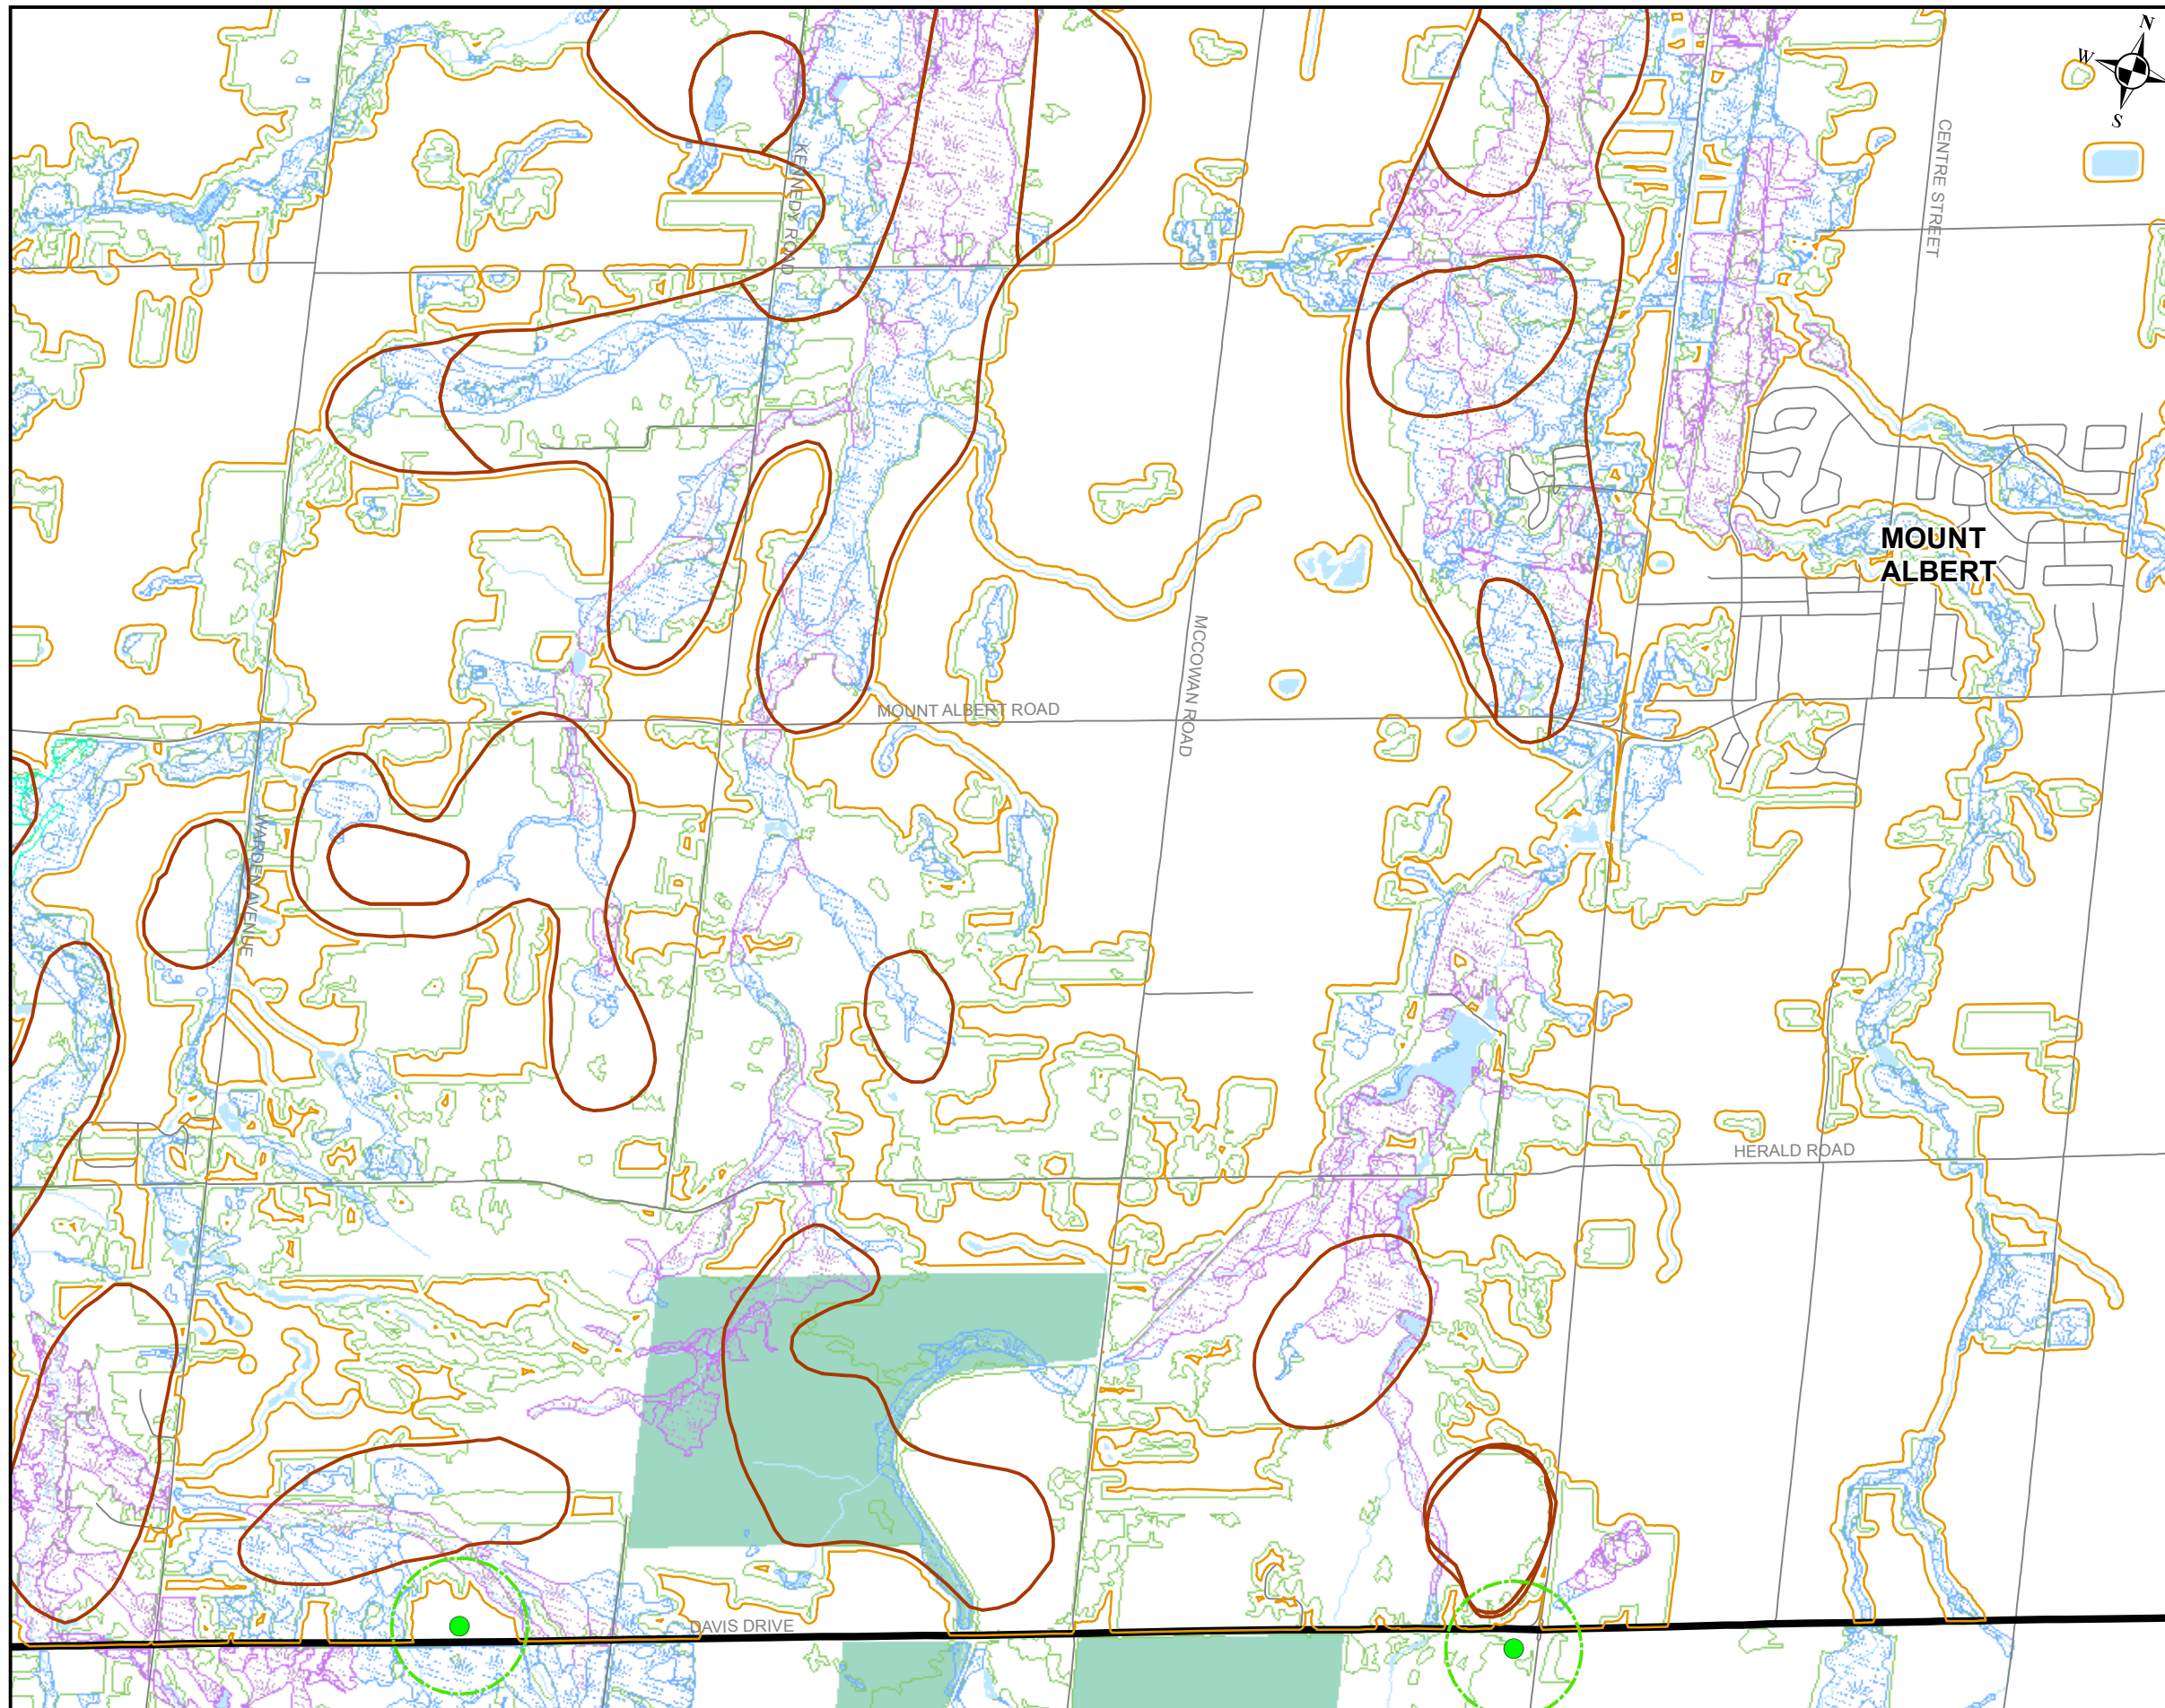 N
W
S
CENTRE STREET
KENNEDY ROAD
MOUNT
ALBERT
MCCOWAN ROAD
MOUNT ALBERT ROAD
WARDEN AVENUE
HERALD ROAD
DAVIS DRIVE